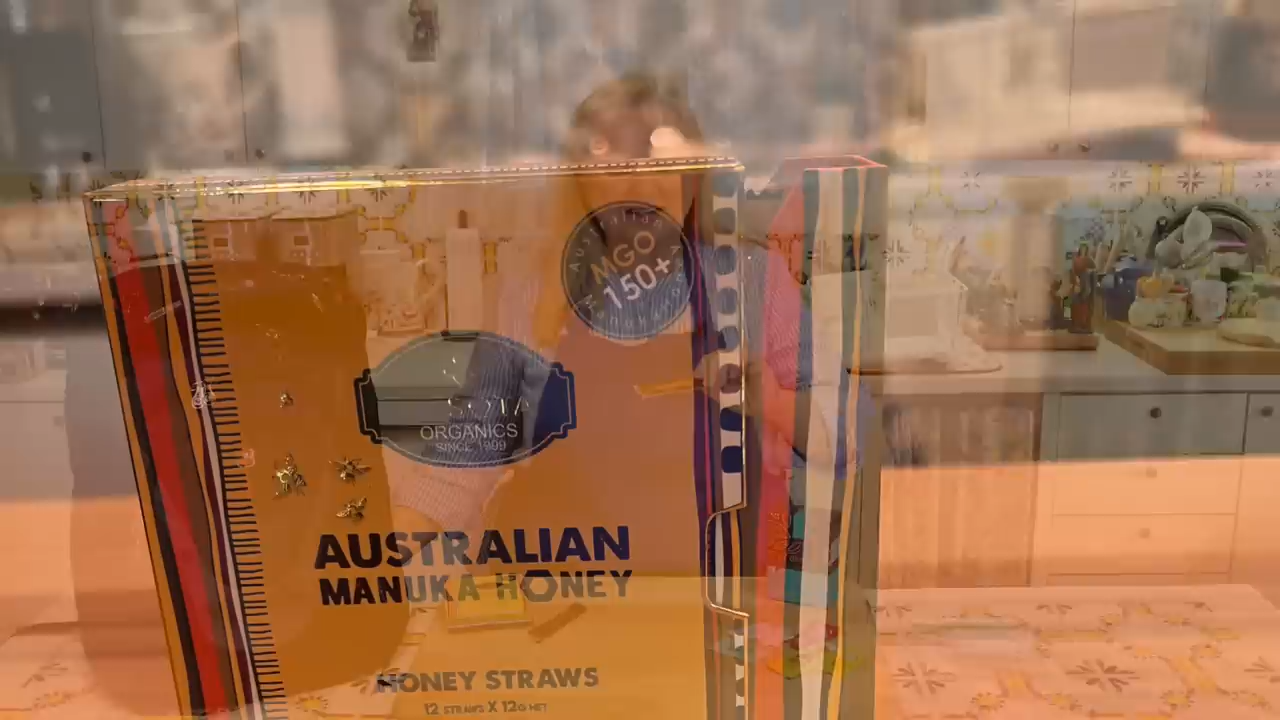 MGO
150+
ORGANICS
SINCE 1999
AUSTRALIAN
MANUKA HONEY
HONEY STRAWS
12 STRAWS X 12G NET